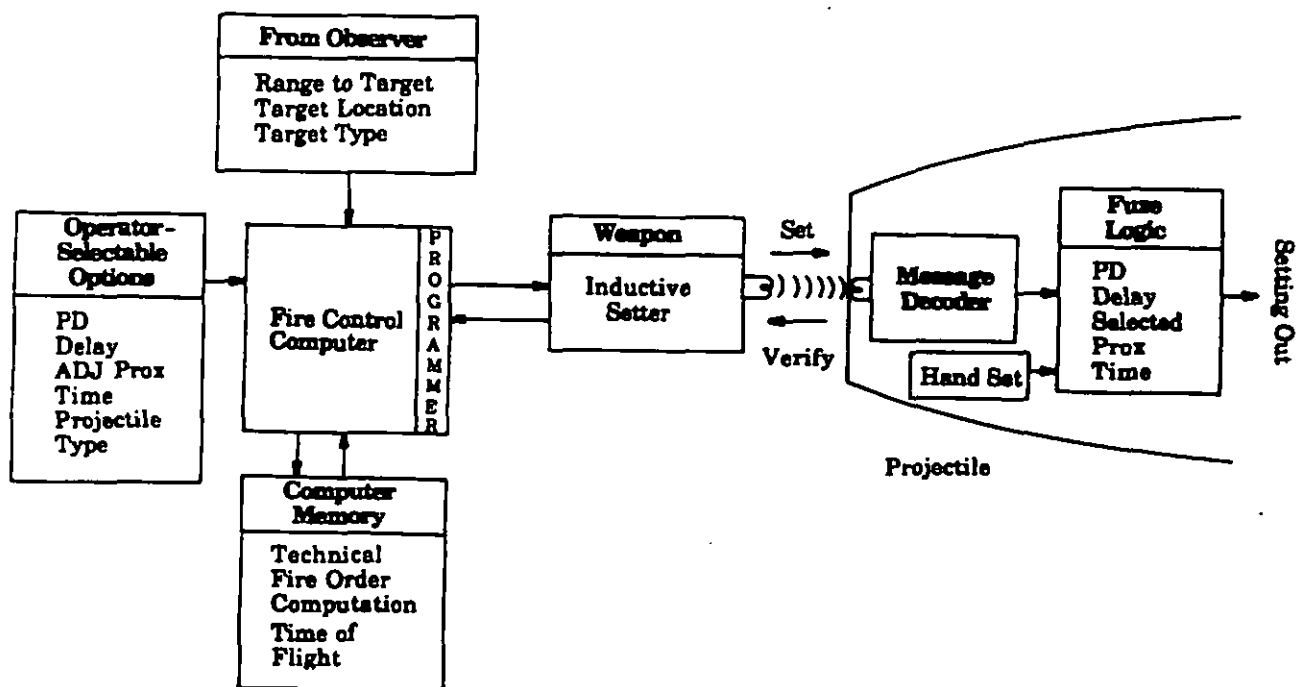 From Observer
Range to Target
Target Location
Target Type
Operator-
Selectable
Options
PD
Delay
ADJ Prox
Time
Projectile
Type
Fire Control
Computer
PROGRAMMER
Computer
Memory
Technical
Fire Order
Computation
Time of
Flight
Weapon
Inductive
Setter
Set
Verify
Message
Decoder
Hand Set
Fuze
Logic
PD
Delay
Selected
Prox
Time
Setting Out
Projectile